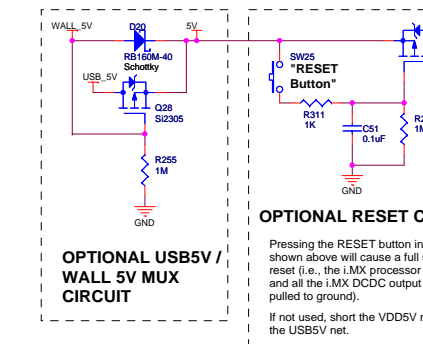 WALL_5V
D20
5V
RB160M-40
Schottky
USB_5V
Q28
Si2305
R255
1M
GND
OPTIONAL USB5V /
WALL 5V MUX
CIRCUIT
SW25
"RESET
Button"
R311
1K
C51
0.1uF
GND
OPTIONAL RESET
Pressing the RESET button in
shown above will cause a full
reset (i.e., the i.MX processor
and all the i.MX DCDC output
pulled to ground).
If not used, short the VDD5V
the USB5V net.